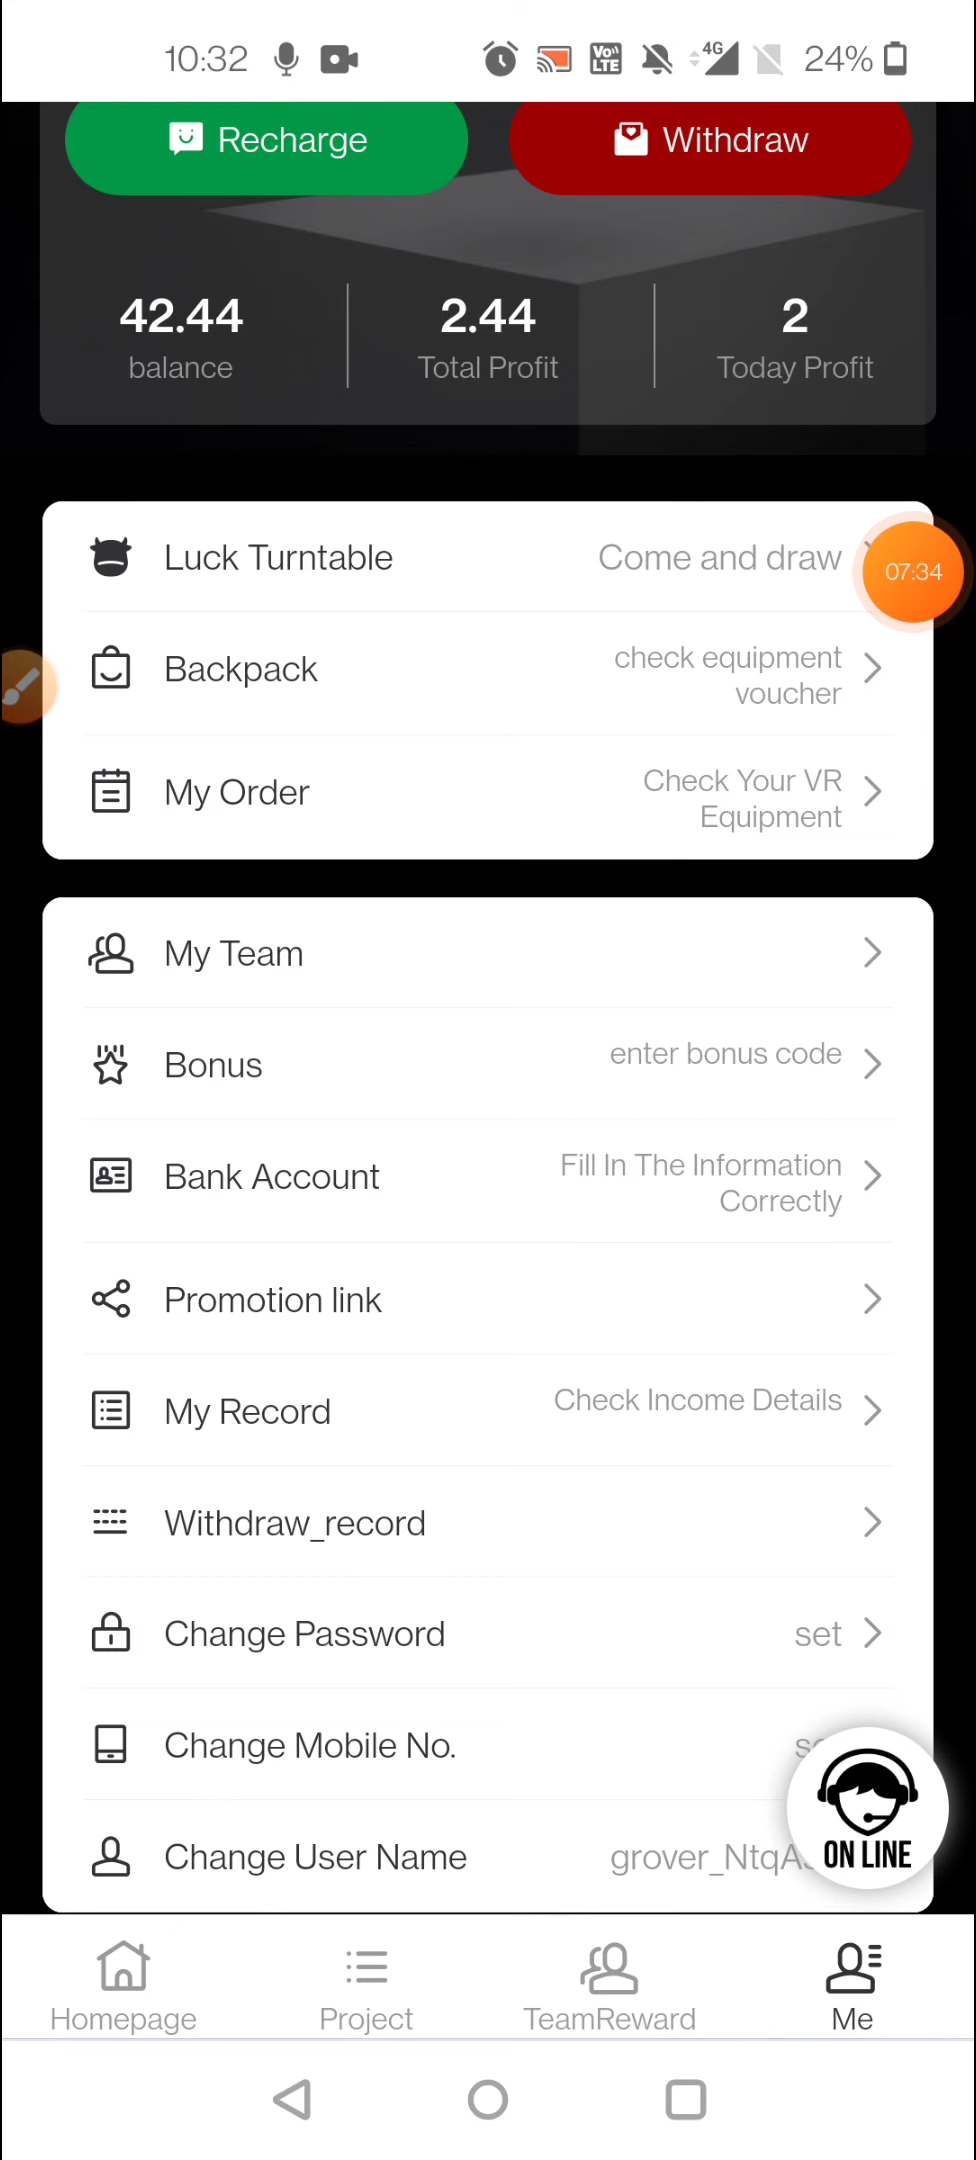 10:32 Vo LTE 4G 24%
Recharge Withdraw
42.44 2.44 2
balance Total Profit Today Profit
Luck Turntable Come and draw
07:34
Backpack check equipment
voucher
My Order Check Your VR
Equipment
My Team
Bonus enter bonus code
Bank Account Fill In The Information
Correctly
Promotion link
My Record Check Income Details
Withdraw_record
Change Password set
Change Mobile No.
Change User Name
ON LINE
Homepage Project TeamReward Me